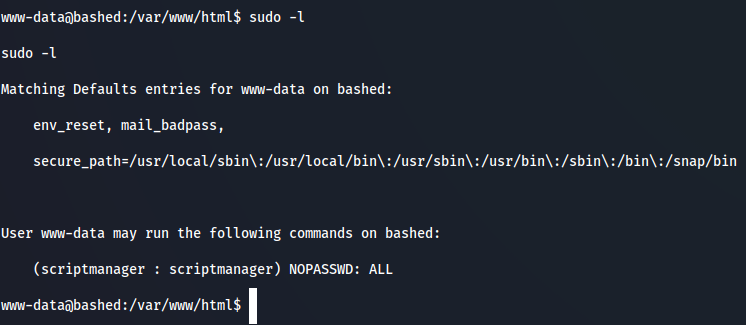 www-data@bashed:/var/www/html$ sudo -l
sudo -l
Matching Defaults entries for www-data on bashed:
env_reset, mail_badpass,
secure_path=/usr/local/sbin\:/usr/local/bin\:/usr/sbin\:/usr/bin\:/sbin\:/bin\:/snap/bin
User www-data may run the following commands on bashed:
(scriptmanager : scriptmanager) NOPASSWD: ALL
www-data@bashed:/var/www/html$